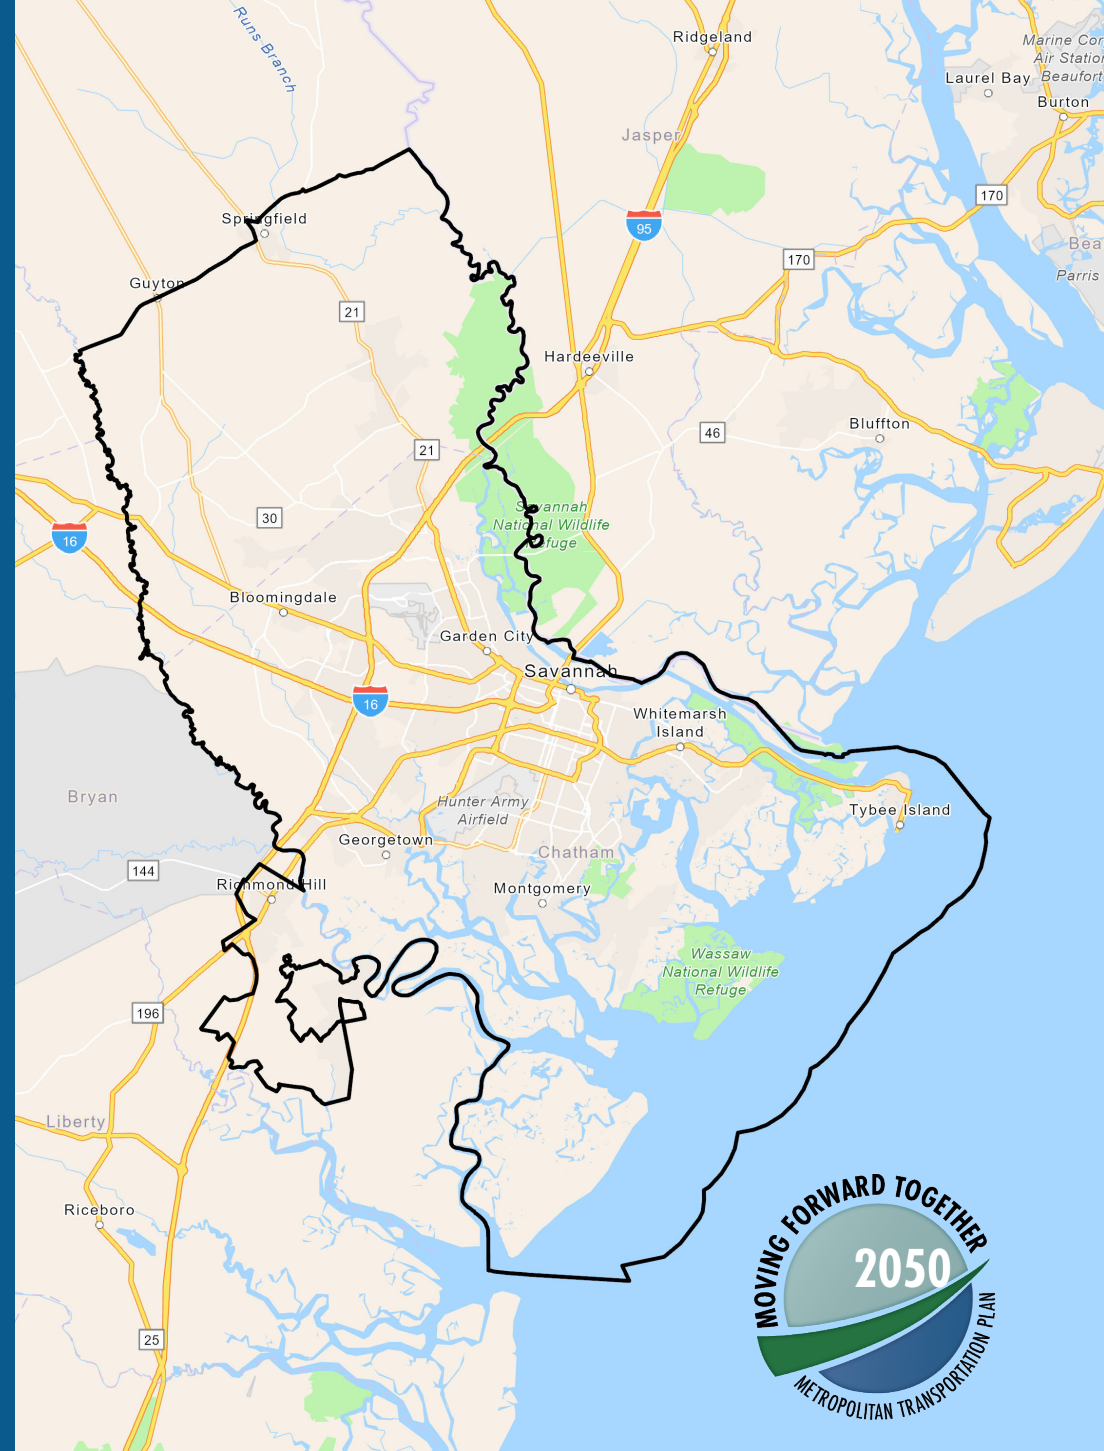 Runs Branch
Ridgeland
Marine Cor
Air Station
Laurel Bay
Beaufort
Burton
Jasper
170
95
Springfield
170
Bea
Parris
Guyton
21
Hardeeville
Bluffton
46
21
Savannah
National Wildlife
Refuge
30
16
Bloomingdale
Garden City
Savannah
16
Whitemarsh
Island
Bryan
Hunter Army
Airfield
Tybee Island
Georgetown
Chatham
144
Richmond Hill
Montgomery
Wassaw
National Wildlife
Refuge
196
Liberty
Riceboro
25
MOVING FORWARD TOGETHER
2050
METROPOLITAN TRANSPORTATION PLAN